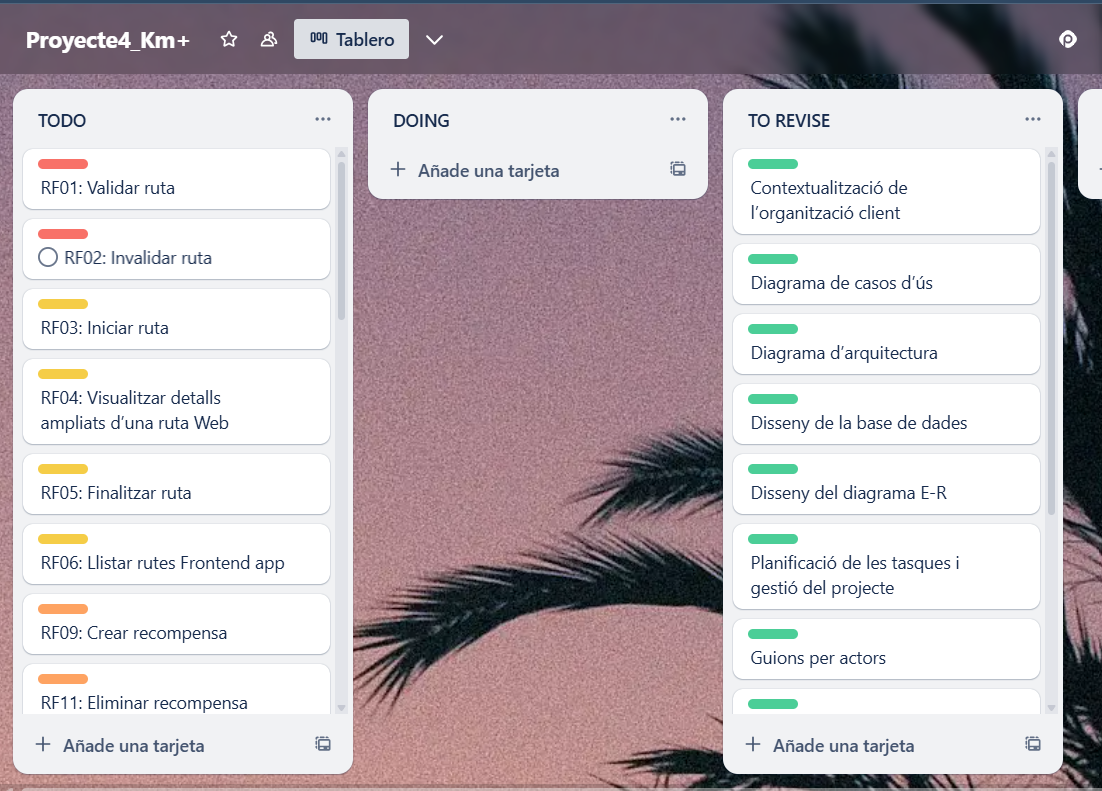 Proyecte4_Km+
Tablero
TODO
RF01: Validar ruta
RF02: Invalidar ruta
RF03: Iniciar ruta
RF04: Visualitzar detalls
ampliats d’una ruta Web
RF05: Finalitzar ruta
RF06: Llistar rutes Frontend app
RF09: Crear recompensa
RF11: Eliminar recompensa
Añade una tarjeta
DOING
Añade una tarjeta
TO REVISE
Contextualització de
l’organització client
Diagrama de casos d’ús
Diagrama d’arquitectura
Disseny de la base de dades
Disseny del diagrama E-R
Planificació de les tasques i
gestió del projecte
Guions per actors
Añade una tarjeta